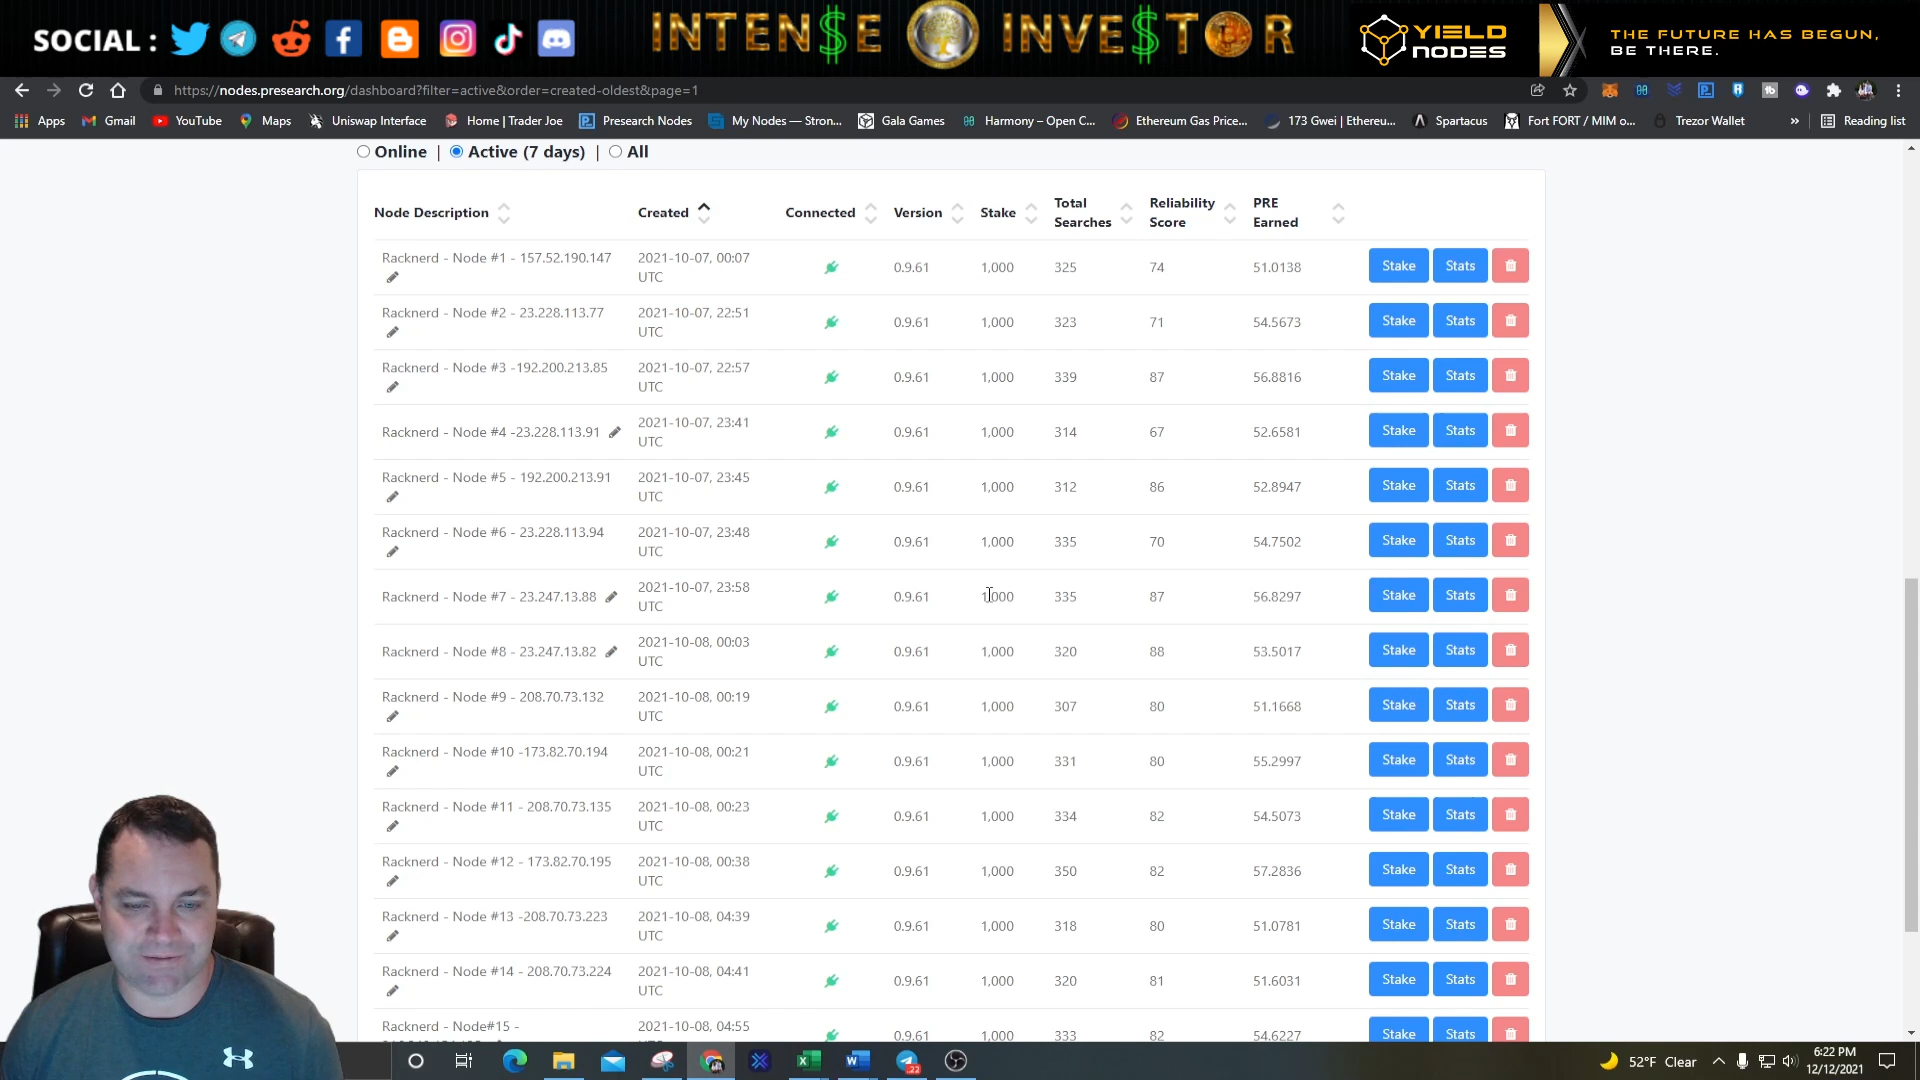 SOCIAL :
INTEN$E INVE$TOR
YIELD NODES
THE FUTURE HAS BEGUN,
BE THERE.
https://nodes.presearch.org/dashboard?filter=active&order=created-oldest&page=1
Apps Gmail YouTube Maps Uniswap Interface Home | Trader Joe Presearch Nodes My Nodes — Stron... Gala Games Harmony – Open C... Ethereum Gas Price... 173 Gwei | Ethereu... Spartacus Fort FORT / MIM o... Trezor Wallet » Reading list
Online | Active (7 days) | All
Node Description Created Connected Version Stake Total Searches Reliability Score PRE Earned
Racknerd - Node #1 - 157.52.190.147 2021-10-07, 00:07 UTC 0.9.61 1,000 325 74 51.0138 Stake Stats
Racknerd - Node #2 - 23.228.113.77 2021-10-07, 22:51 UTC 0.9.61 1,000 323 71 54.5673 Stake Stats
Racknerd - Node #3 -192.200.213.85 2021-10-07, 22:57 UTC 0.9.61 1,000 339 87 56.8816 Stake Stats
Racknerd - Node #4 -23.228.113.91 2021-10-07, 23:41 UTC 0.9.61 1,000 314 67 52.6581 Stake Stats
Racknerd - Node #5 - 192.200.213.91 2021-10-07, 23:45 UTC 0.9.61 1,000 312 86 52.8947 Stake Stats
Racknerd - Node #6 - 23.228.113.94 2021-10-07, 23:48 UTC 0.9.61 1,000 335 70 54.7502 Stake Stats
Racknerd - Node #7 - 23.247.13.88 2021-10-07, 23:58 UTC 0.9.61 1,000 335 87 56.8297 Stake Stats
Racknerd - Node #8 - 23.247.13.82 2021-10-08, 00:03 UTC 0.9.61 1,000 320 88 53.5017 Stake Stats
Racknerd - Node #9 - 208.70.73.132 2021-10-08, 00:19 UTC 0.9.61 1,000 307 80 51.1668 Stake Stats
Racknerd - Node #10 -173.82.70.194 2021-10-08, 00:21 UTC 0.9.61 1,000 331 80 55.2997 Stake Stats
Racknerd - Node #11 - 208.70.73.135 2021-10-08, 00:23 UTC 0.9.61 1,000 334 82 54.5073 Stake Stats
Racknerd - Node #12 - 173.82.70.195 2021-10-08, 00:38 UTC 0.9.61 1,000 350 82 57.2836 Stake Stats
Racknerd - Node #13 -208.70.73.223 2021-10-08, 04:39 UTC 0.9.61 1,000 318 80 51.0781 Stake Stats
Racknerd - Node #14 - 208.70.73.224 2021-10-08, 04:41 UTC 0.9.61 1,000 320 81 51.6031 Stake Stats
Racknerd - Node#15 - 2021-10-08, 04:55 0.9.61 1,000 333 82 54.6227 Stake Stats
22
52°F Clear
6:22 PM
12/12/2021